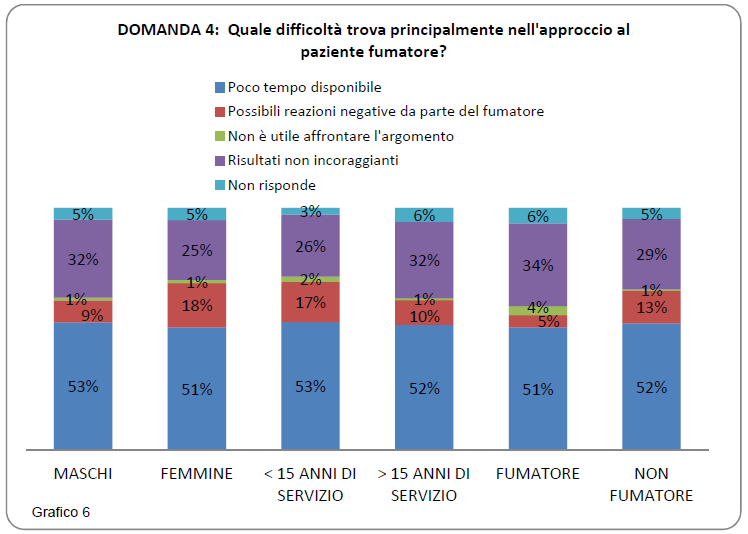 DOMANDA 4:  Quale difficoltà trova principalmente nell'approccio al
paziente fumatore?
Poco tempo disponibile
Possibili reazioni negative da parte del fumatore
Non è utile affrontare l'argomento
Risultati non incoraggianti
Non risponde
5% 5% 3% 6% 6% 5%
32% 25% 26% 32% 34% 29%
1% 1% 2% 1% 4% 1%
9% 18% 17% 10% 5% 13%
53% 51% 53% 52% 51% 52%
MASCHI FEMMINE < 15 ANNI DI > 15 ANNI DI FUMATORE NON
SERVIZIO SERVIZIO FUMATORE
Grafico 6